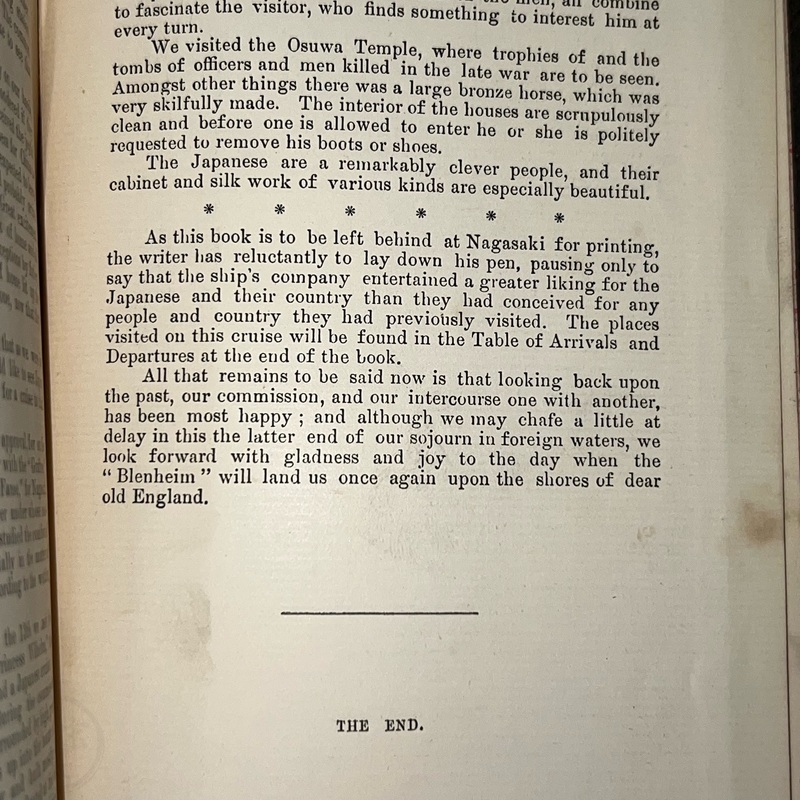 men, all combine
to fascinate the visitor, who finds something to interest him at
every turn.
We visited the Osuwa Temple, where trophies of and the
tombs of officers and men killed in the late war are to be seen.
Amongst other things there was a large bronze horse, which was
very skilfully made. The interior of the houses are scrupulously
clean and before one is allowed to enter he or she is politely
requested to remove his boots or shoes.
The Japanese are a remarkably clever people, and their
cabinet and silk work of various kinds are especially beautiful.
* * * * * *
As this book is to be left behind at Nagasaki for printing,
the writer has reluctantly to lay down his pen, pausing only to
say that the ship's company entertained a greater liking for the
Japanese and their country than they had conceived for any
people and country they had previously visited. The places
visited on this cruise will be found in the Table of Arrivals and
Departures at the end of the book.
All that remains to be said now is that looking back upon
the past, our commission, and our intercourse one with another,
has been most happy ; and although we may chafe a little at
delay in this the latter end of our sojourn in foreign waters, we
look forward with gladness and joy to the day when the
“ Blenheim ” will land us once again upon the shores of dear
old England.
THE END.